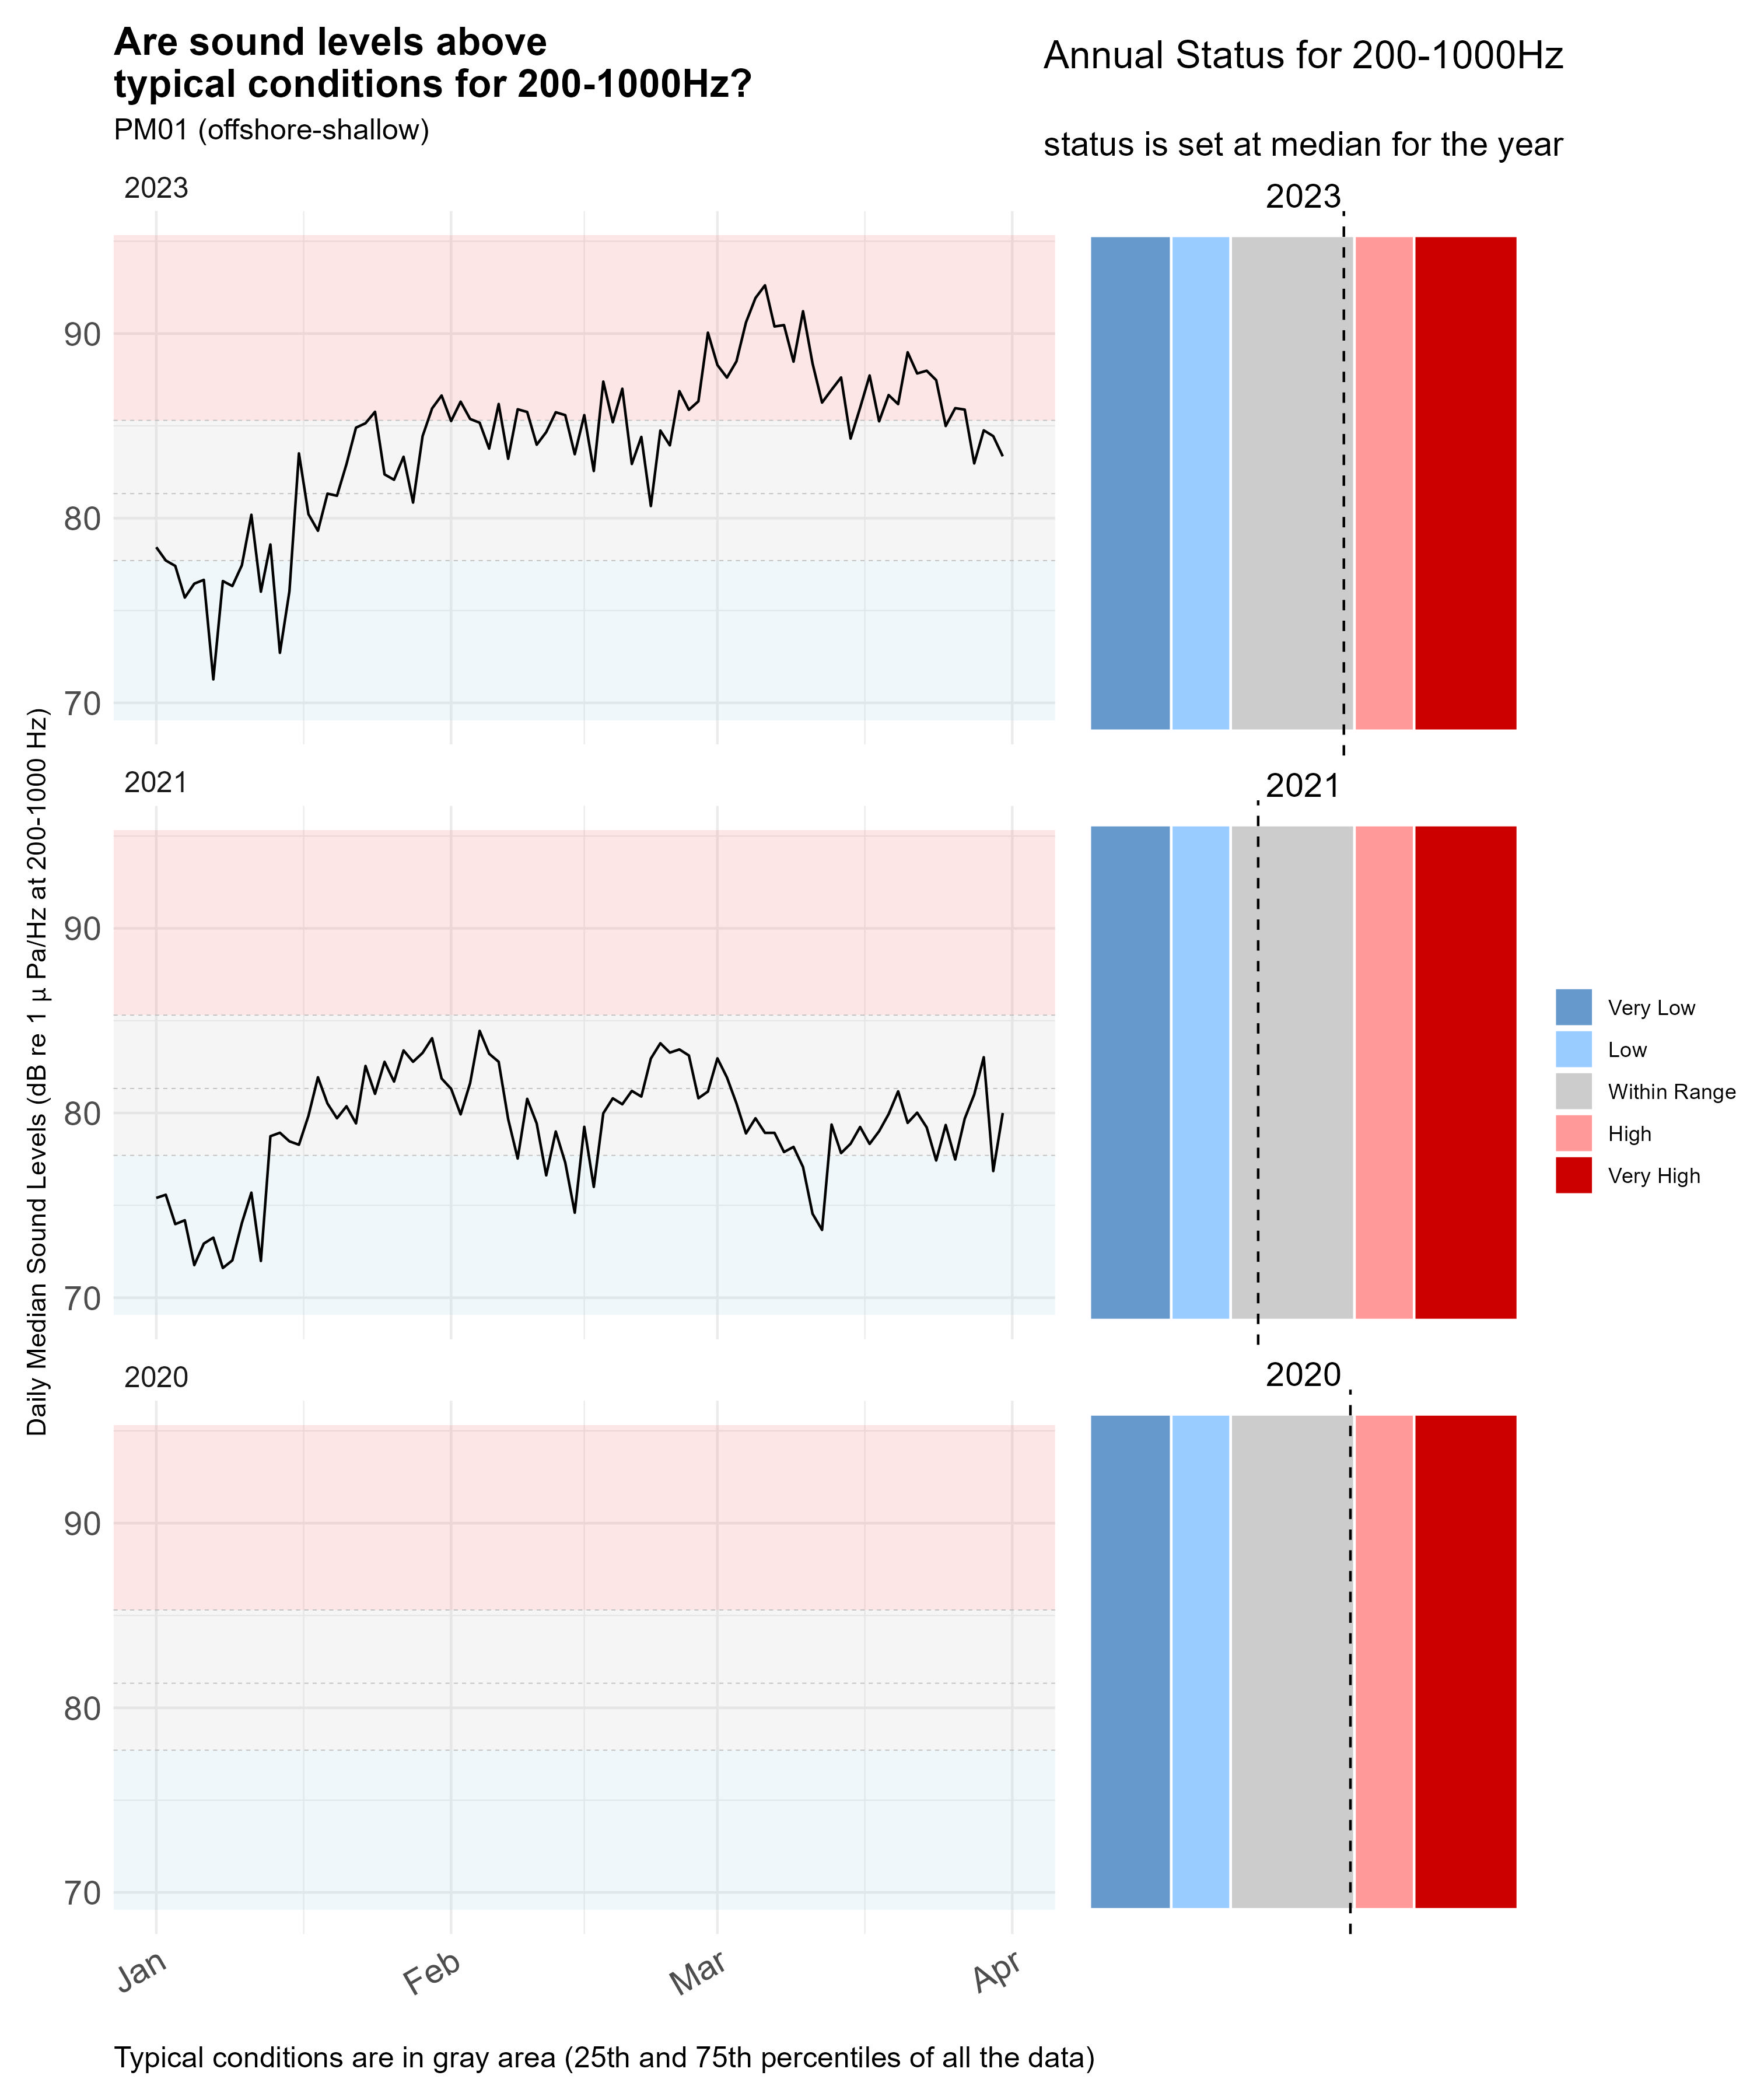 Are sound levels above
typical conditions for 200-1000Hz?
PM01 (offshore-shallow)
Annual Status for 200-1000Hz
status is set at median for the year
Daily Median Sound Levels (dB re 1 µ Pa/Hz at 200-1000 Hz)
2023
90
80
70
2023
2021
90
80
70
2021
2020
90
80
70
2020
Jan
Feb
Mar
Apr
Very Low
Low
Within Range
High
Very High
Typical conditions are in gray area (25th and 75th percentiles of all the data)